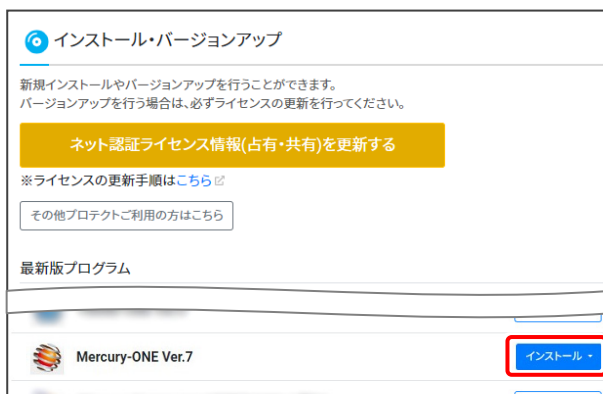 インストール・バージョンアップ
新規インストールやバージョンアップを行うことができます。
バージョンアップを行う場合は、必ずライセンスの更新を行ってください。
ネット認証ライセンス情報(占有・共有)を更新する
※ライセンスの更新手順はこちら
その他プロテクトご利用の方はこちら
最新版プログラム
Mercury-ONE Ver.7
インストール